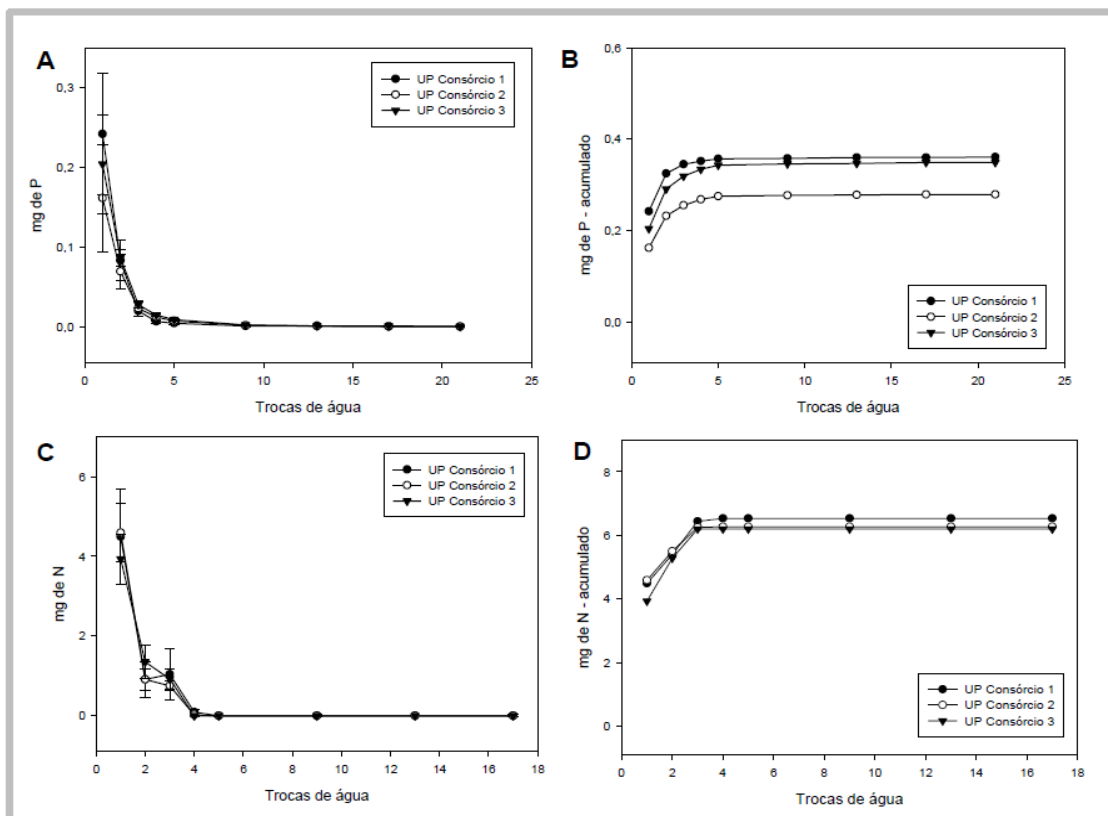 A
mg de P
0,3
0,2
0,1
0,0
0 5 10 15 20 25
Trocas de água
UP Consórcio 1
UP Consórcio 2
UP Consórcio 3
B
mg de P - acumulado
0,6
0,4
0,2
0,0
0 5 10 15 20 25
Trocas de água
UP Consórcio 1
UP Consórcio 2
UP Consórcio 3
C
mg de N
6
4
2
0
0 2 4 6 8 10 12 14 16 18
Trocas de água
UP Consórcio 1
UP Consórcio 2
UP Consórcio 3
D
mg de N - acumulado
8
6
4
2
0
0 2 4 6 8 10 12 14 16 18
Trocas de água
UP Consórcio 1
UP Consórcio 2
UP Consórcio 3